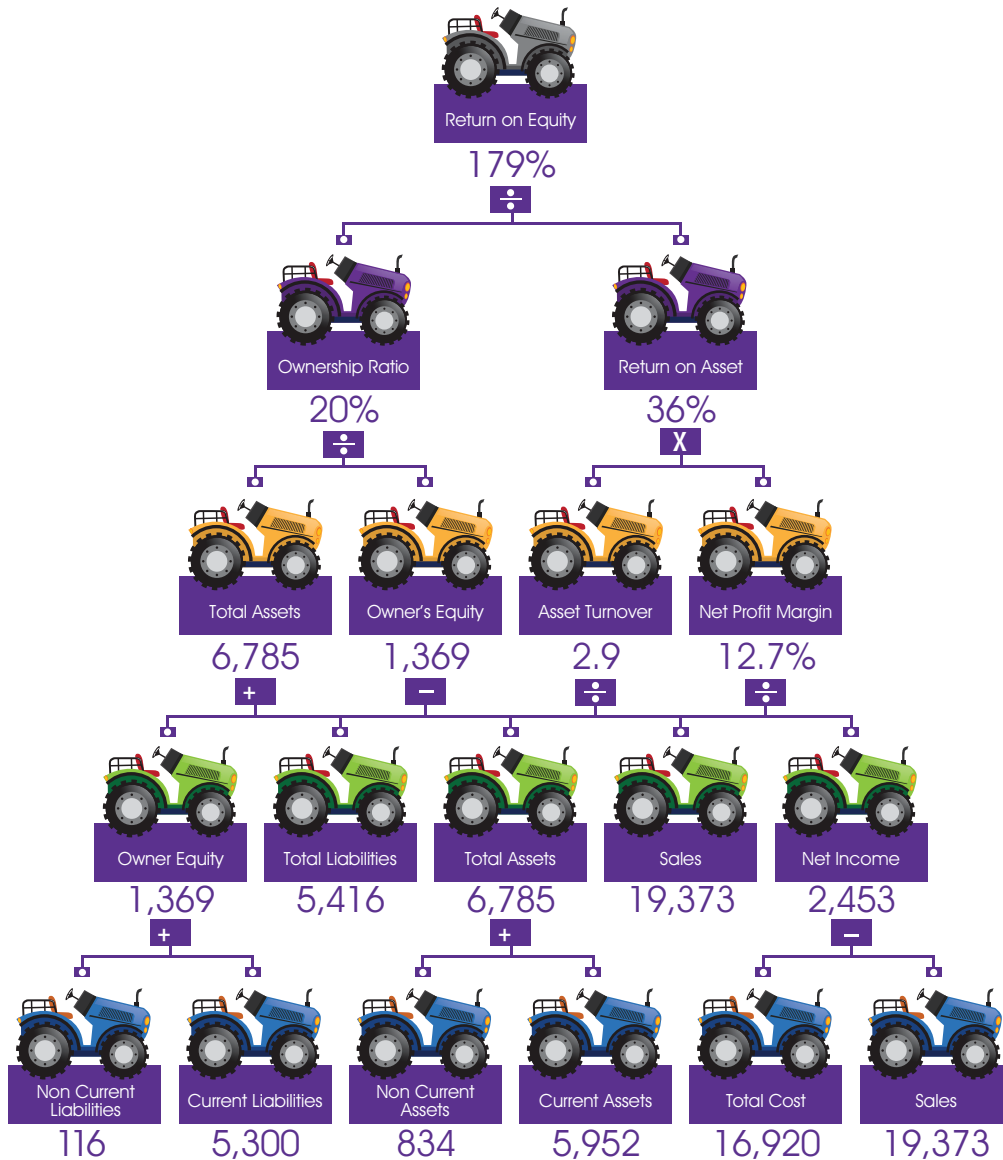 Return on Equity
179%
÷
Ownership Ratio
Return on Asset
20%
36%
÷
X
Total Assets
Owner's Equity
Asset Turnover
Net Profit Margin
6,785
1,369
2.9
12.7%
+
−
÷
÷
Owner Equity
Total Liabilities
Total Assets
Sales
Net Income
1,369
5,416
6,785
19,373
2,453
+
+
−
Non Current
Liabilities
Current Liabilities
Non Current
Assets
Current Assets
Total Cost
Sales
116
5,300
834
5,952
16,920
19,373